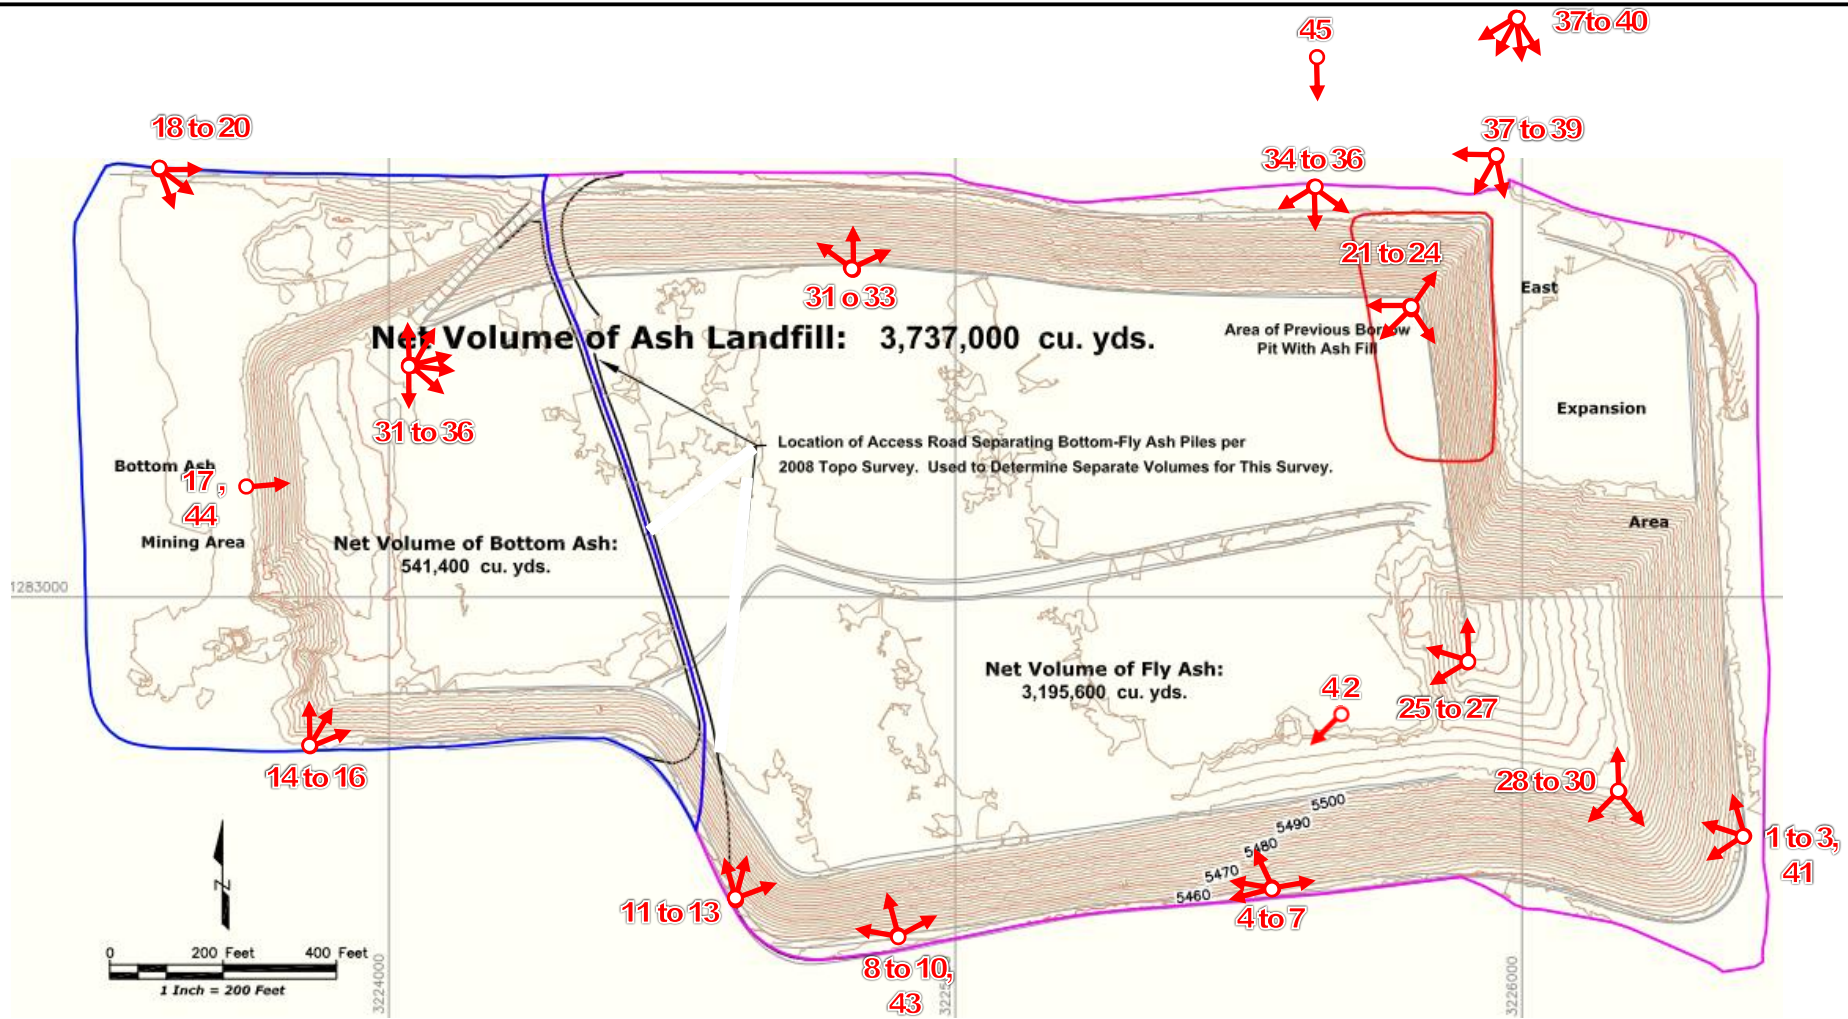 45
37to 40
18 to 20
37 to 39
34 to 36
21 to 24
East
31 o 33
Net Volume of Ash Landfill: 3,737,000 cu. yds.
Area of Previous Borrow
Pit With Ash Fill
Expansion
31 to 36
Location of Access Road Separating Bottom-Fly Ash Piles per
2008 Topo Survey. Used to Determine Separate Volumes for This Survey.
Bottom Ash
17,
44
Mining Area
Area
Net Volume of Bottom Ash:
541,400 cu. yds.
1283000
Net Volume of Fly Ash:
3,195,600 cu. yds.
42
25 to 27
14 to 16
28 to 30
5500
5490
5480
5470
5460
1 to 3,
41
N
11 to 13
4 to 7
0 200 Feet 400 Feet
1 Inch = 200 Feet
8 to 10,
43
3224000
3226000